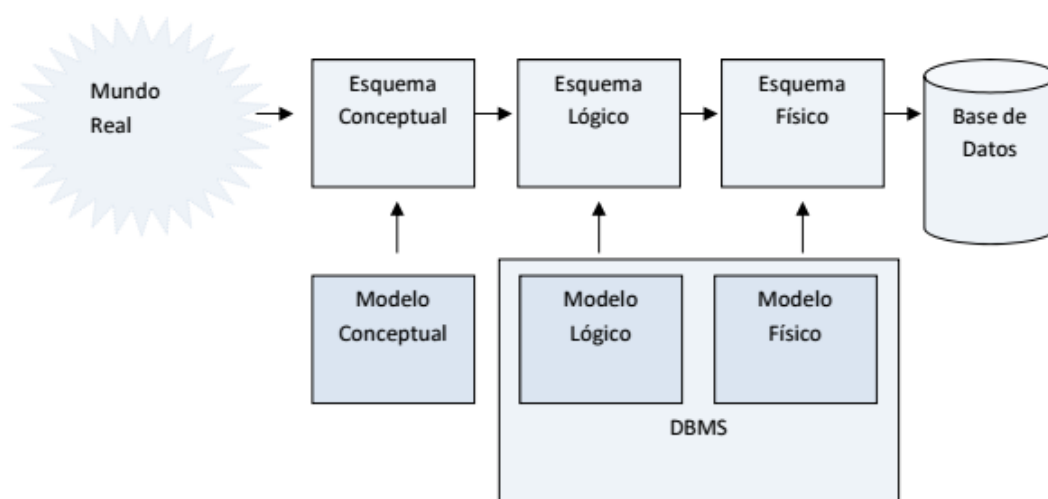 Mundo
Real
Esquema
Conceptual
Esquema
Lógico
Esquema
Físico
Base de
Datos
Modelo
Conceptual
Modelo
Lógico
Modelo
Físico
DBMS